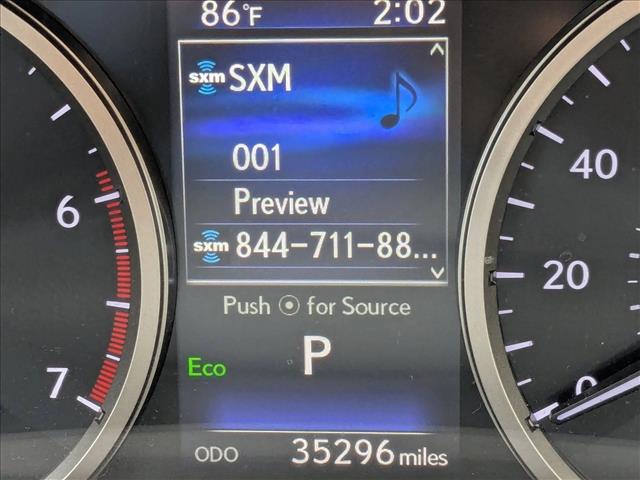 86°F 2:02
sxm SXM
001
Preview
sxm 844-711-88...
Push ⦿ for Source
6
40
20
Eco P
7
0
ODO 35296 miles